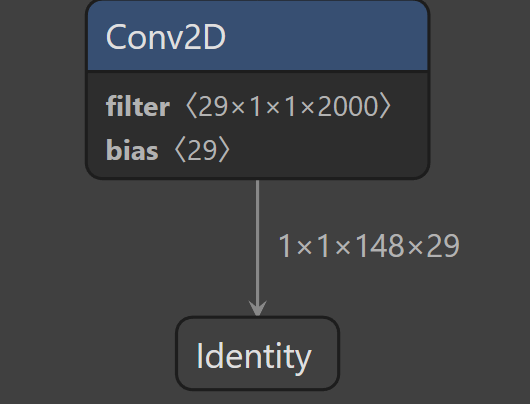 Conv2D
filter〈29×1×1×2000〉
bias〈29〉
1×1×148×29
Identity